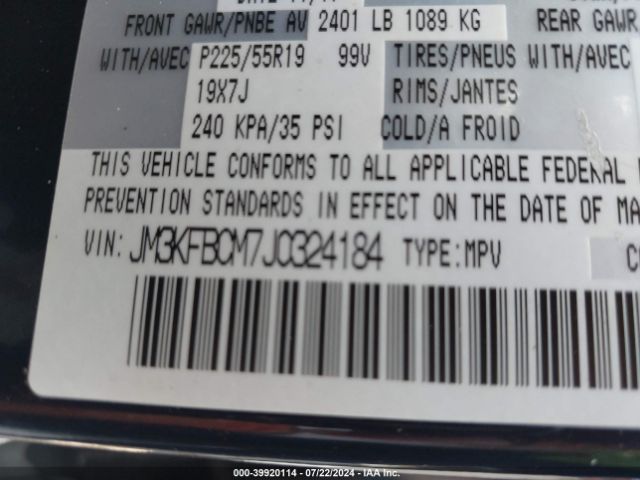 FRONT GAWR/PNBE AV 2401 LB 1089 KG REAR GAWR
WITH/AVEC P225/55R19 99V TIRES/PNEUS WITH/AVEC
19X7J RIMS/JANTES
240 KPA/35 PSI COLD/A FROID
THIS VEHICLE CONFORMS TO ALL APPLICABLE FEDERAL
PREVENTION STANDARDS IN EFFECT ON THE DATE OF MA
VIN: JM3KFBCM7J0324184 TYPE:MPV
000-39920114 - 07/22/2024 - IAAI.com